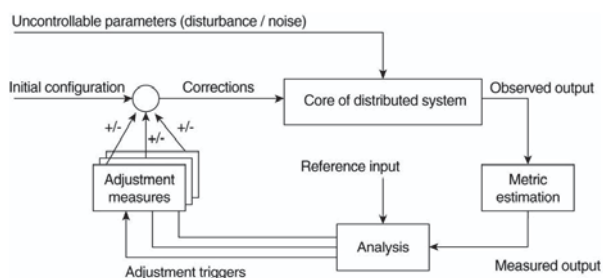 Uncontrollable parameters (disturbance / noise)
Initial configuration
Corrections
Core of distributed system
Observed output
+/-
+/-
+/-
Reference input
Adjustment
measures
Metric
estimation
Analysis
Adjustment triggers
Measured output